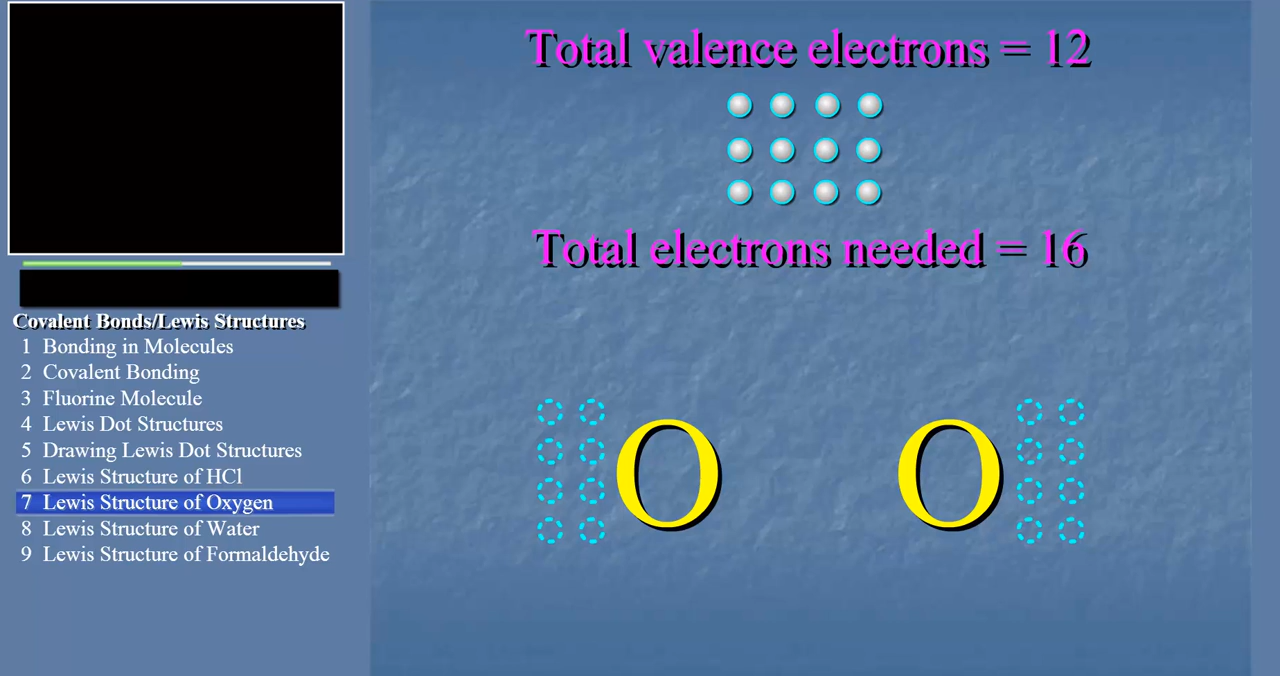 Total valence electrons = 12
Total electrons needed = 16
O O
Covalent Bonds/Lewis Structures
1 Bonding in Molecules
2 Covalent Bonding
3 Fluorine Molecule
4 Lewis Dot Structures
5 Drawing Lewis Dot Structures
6 Lewis Structure of HCl
7 Lewis Structure of Oxygen
8 Lewis Structure of Water
9 Lewis Structure of Formaldehyde